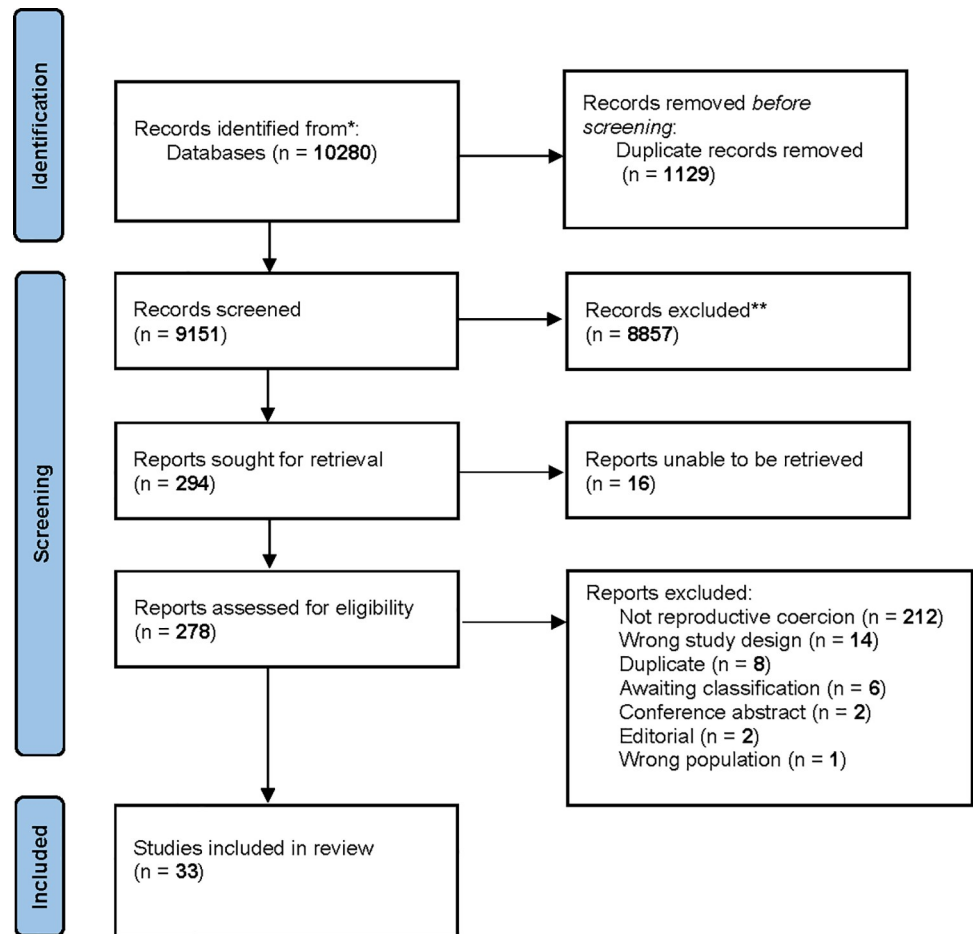 Identification
Records identified from*:
Databases (n = 10280)
Records removed before
screening:
Duplicate records removed
(n = 1129)
Screening
Records screened
(n = 9151)
Records excluded**
(n = 8857)
Reports sought for retrieval
(n = 294)
Reports unable to be retrieved
(n = 16)
Reports assessed for eligibility
(n = 278)
Reports excluded:
Not reproductive coercion (n = 212)
Wrong study design (n = 14)
Duplicate (n = 8)
Awaiting classification (n = 6)
Conference abstract (n = 2)
Editorial (n = 2)
Wrong population (n = 1)
Included
Studies included in review
(n = 33)